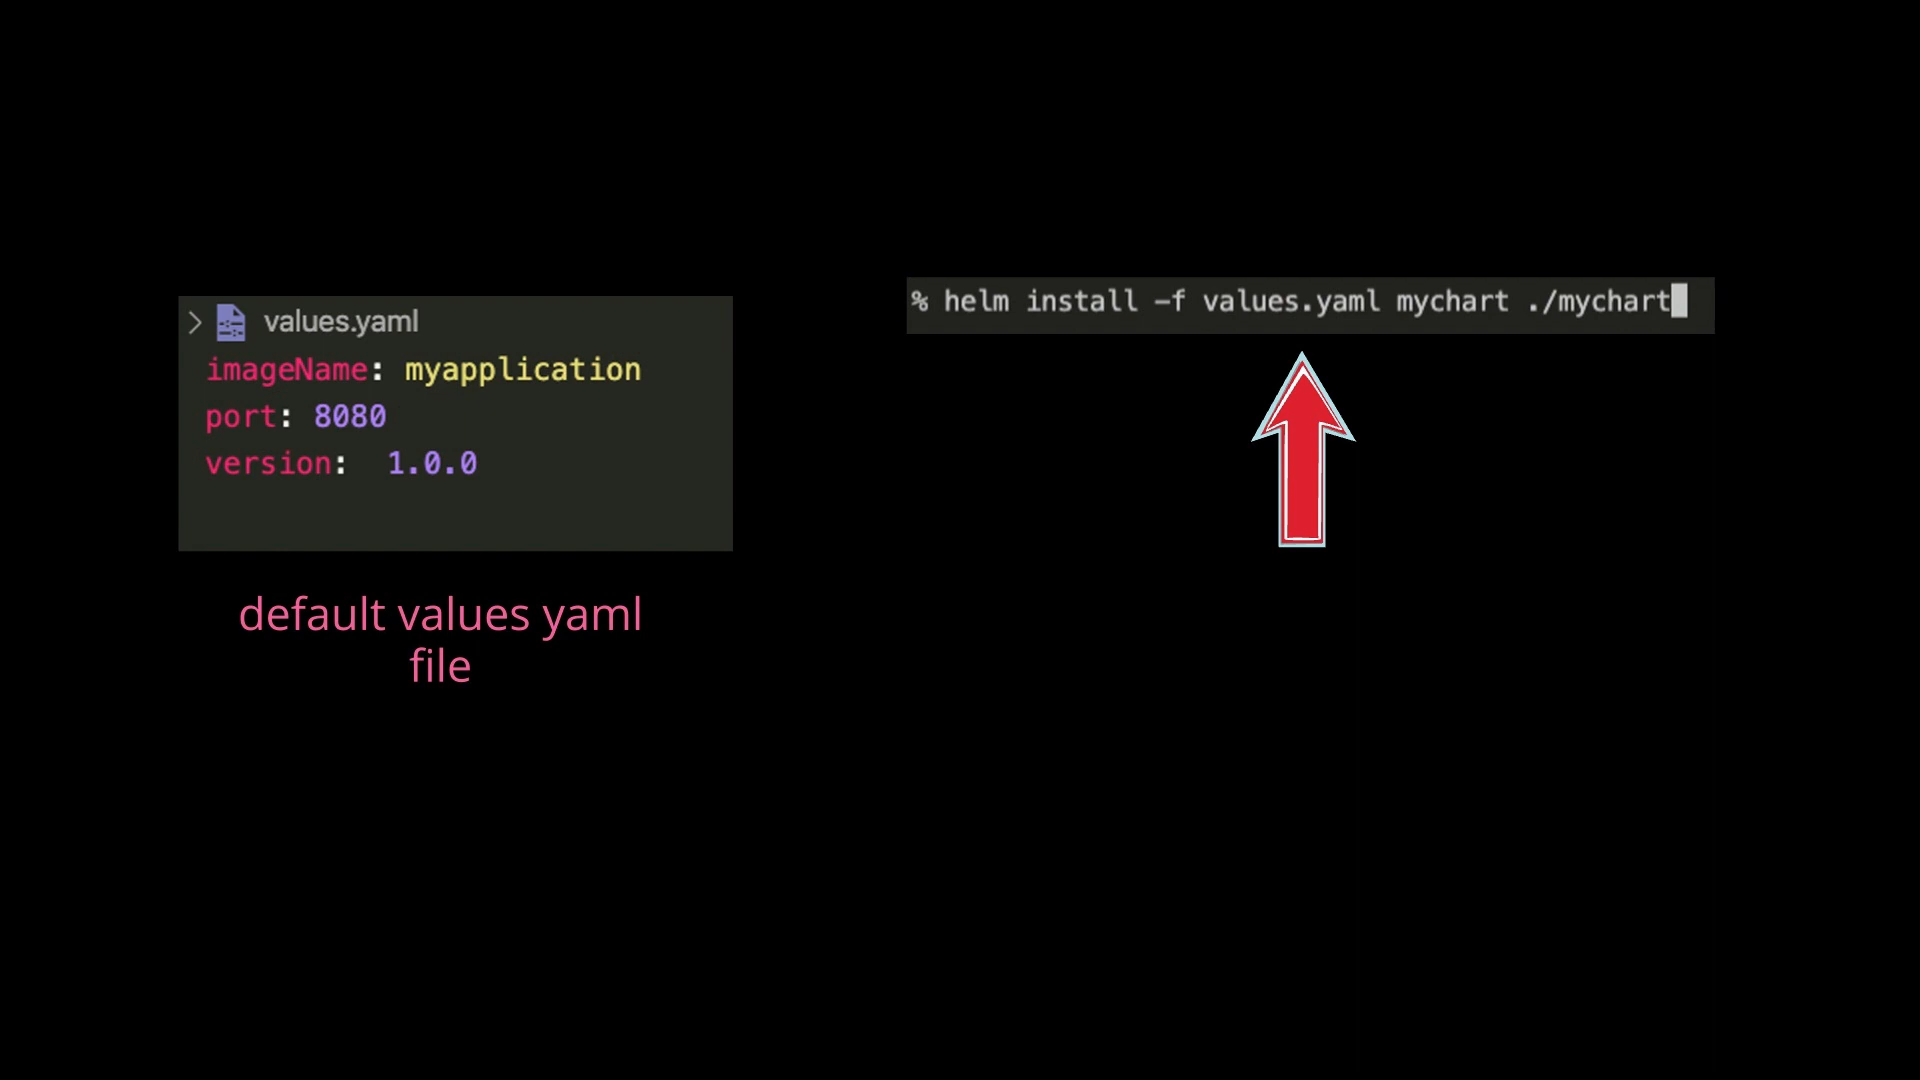 values.yaml
imageName: myapplication
port: 8080
version:  1.0.0
default values yaml
file
% helm install -f values.yaml mychart ./mychart